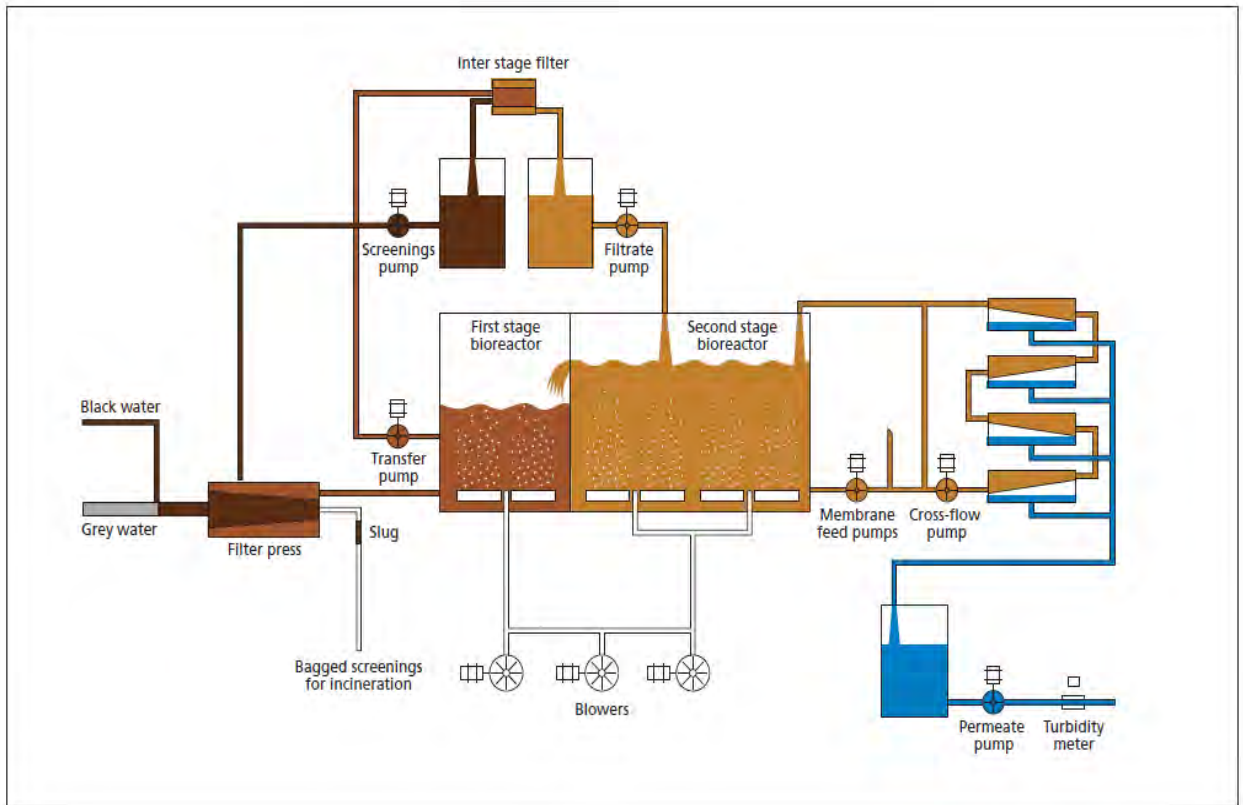 Inter stage filter
Screenings
pump
Filtrate
pump
First stage
bioreactor
Second stage
bioreactor
Black water
Transfer
pump
Grey water
Filter press
Slug
Membrane
feed pumps
Cross-flow
pump
Bagged screenings
for incineration
Blowers
Permeate
pump
Turbidity
meter